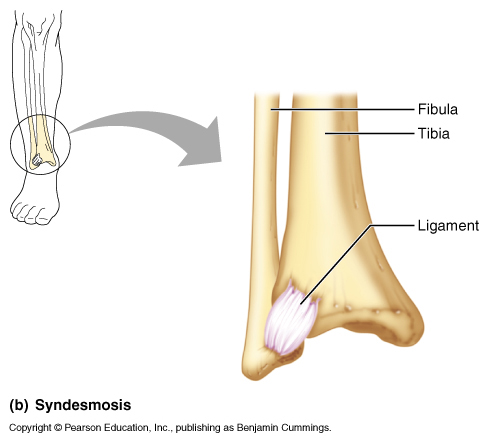 Fibula
Tibia
Ligament
(b) Syndesmosis
Copyright © Pearson Education, Inc., publishing as Benjamin Cummings.